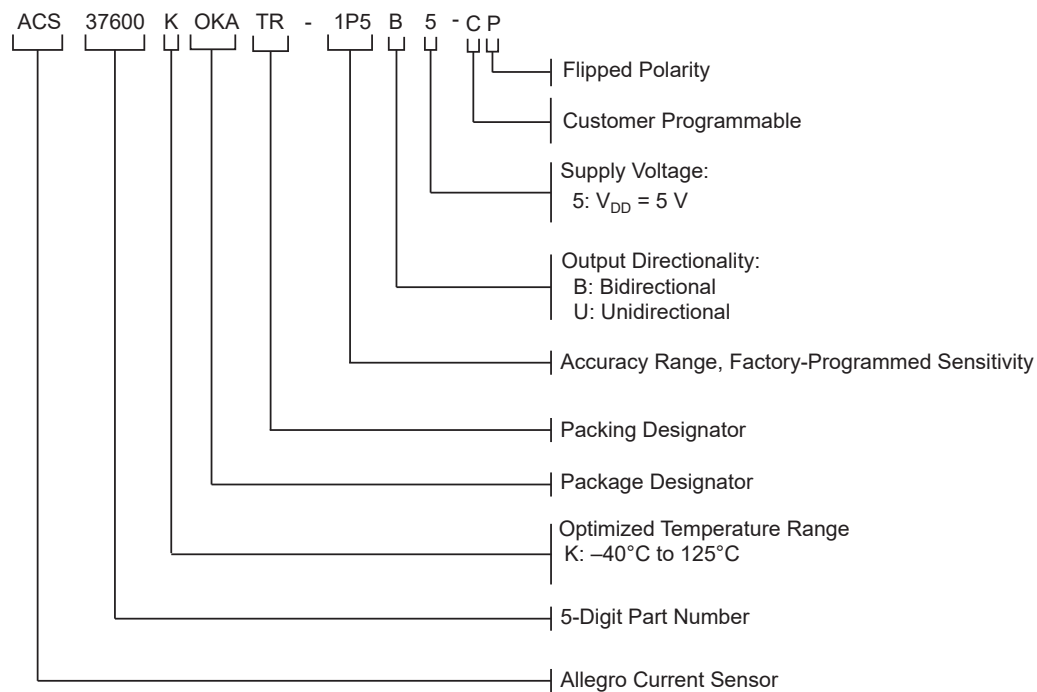 ACS 37600 K OKA TR - 1P5 B 5 - C P
Flipped Polarity
Customer Programmable
Supply Voltage:
5: VDD = 5 V
Output Directionality:
B: Bidirectional
U: Unidirectional
Accuracy Range, Factory-Programmed Sensitivity
Packing Designator
Package Designator
Optimized Temperature Range
K: –40°C to 125°C
5-Digit Part Number
Allegro Current Sensor